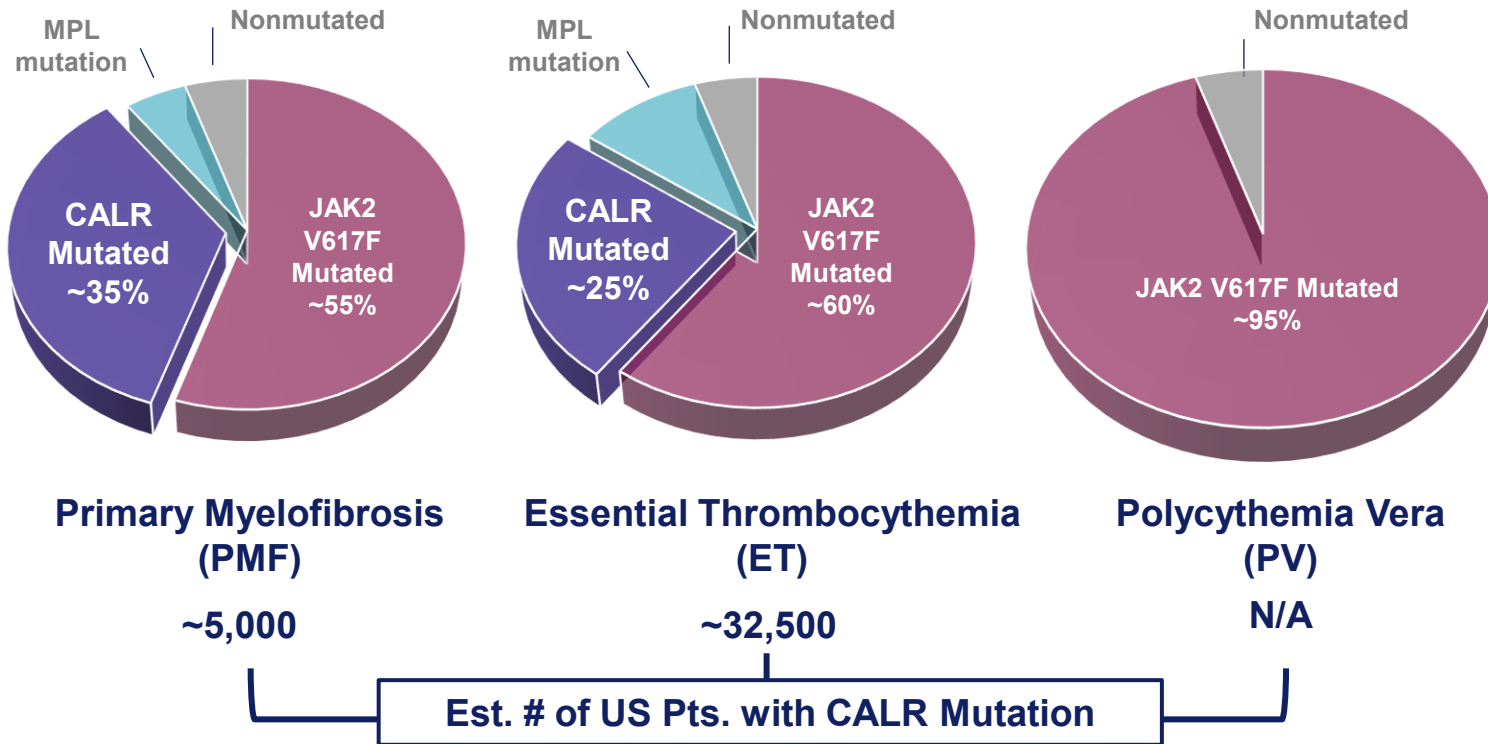 MPL
mutation
Nonmutated
CALR
Mutated
~35%
JAK2
V617F
Mutated
~55%
Primary Myelofibrosis
(PMF)
~5,000
MPL
mutation
Nonmutated
CALR
Mutated
~25%
JAK2
V617F
Mutated
~60%
Essential Thrombocythemia
(ET)
~32,500
Nonmutated
JAK2 V617F Mutated
~95%
Polycythemia Vera
(PV)
N/A
Est. # of US Pts. with CALR Mutation